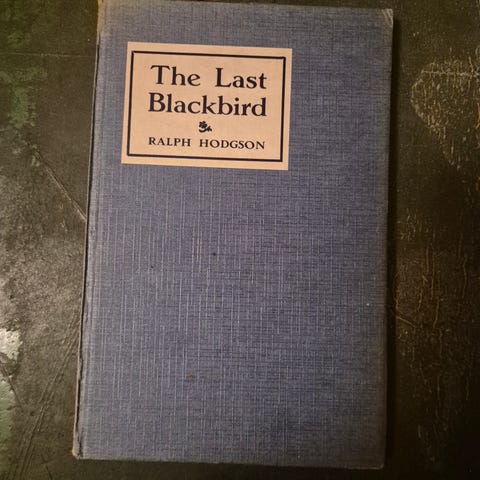 The Last
Blackbird
RALPH HODGSON